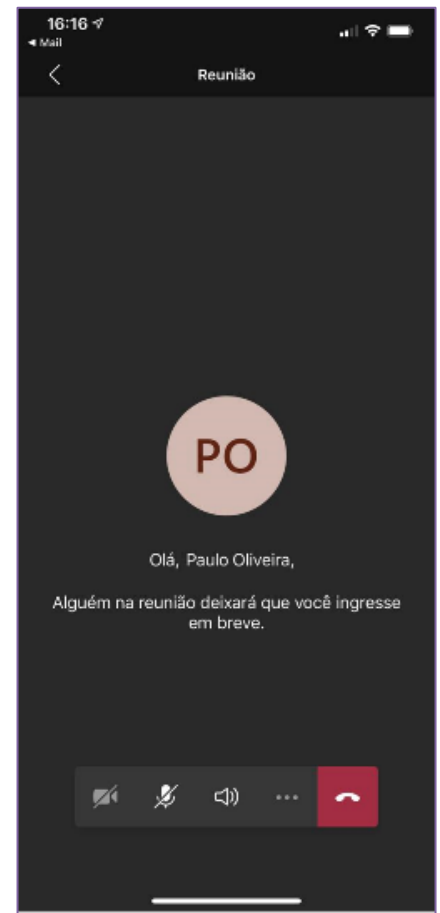 16:16
◀ Mail
Reunião
PO
Olá, Paulo Oliveira,
Alguém na reunião deixará que você ingresse
em breve.